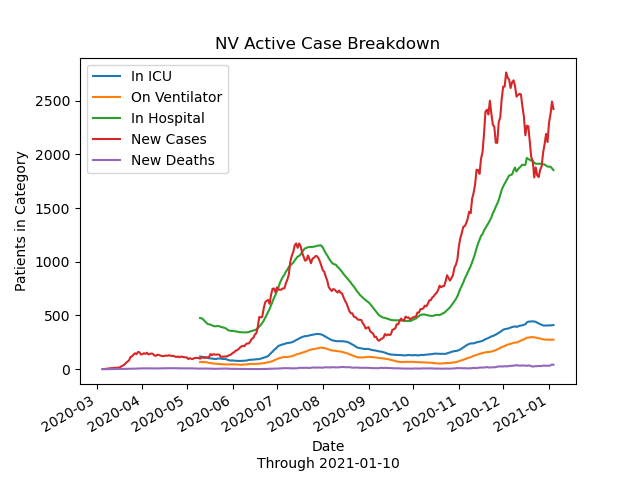 NV Active Case Breakdown
In ICU
On Ventilator
In Hospital
New Cases
New Deaths
Patients in Category
2500
2000
1500
1000
500
0
2020-03
2020-04
2020-05
2020-06
2020-07
2020-08
2020-09
2020-10
2020-11
2020-12
2021-01
Date
Through 2021-01-10